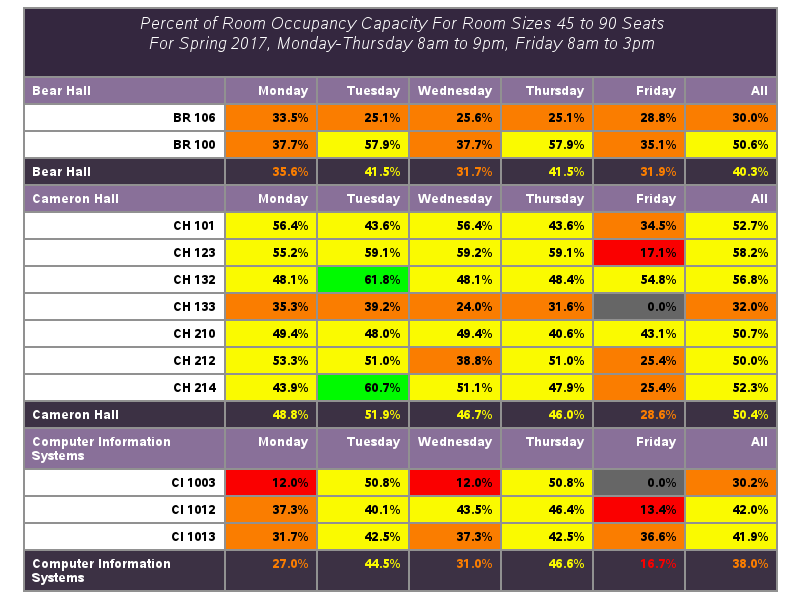 Percent of Room Occupancy Capacity For Room Sizes 45 to 90 Seats
For Spring 2017, Monday-Thursday 8am to 9pm, Friday 8am to 3pm
Bear Hall Monday Tuesday Wednesday Thursday Friday All
BR 106 33.5% 25.1% 25.6% 25.1% 28.8% 30.0%
BR 100 37.7% 57.9% 37.7% 57.9% 35.1% 50.6%
Bear Hall 35.6% 41.5% 31.7% 41.5% 31.9% 40.3%
Cameron Hall Monday Tuesday Wednesday Thursday Friday All
CH 101 56.4% 43.6% 56.4% 43.6% 34.5% 52.7%
CH 123 55.2% 59.1% 59.2% 59.1% 17.1% 58.2%
CH 132 48.1% 61.8% 48.1% 48.4% 54.8% 56.8%
CH 133 35.3% 39.2% 24.0% 31.6% 0.0% 32.0%
CH 210 49.4% 48.0% 49.4% 40.6% 43.1% 50.7%
CH 212 53.3% 51.0% 38.8% 51.0% 25.4% 50.0%
CH 214 43.9% 60.7% 51.1% 47.9% 25.4% 52.3%
Cameron Hall 48.8% 51.9% 46.7% 46.0% 28.6% 50.4%
Computer Information Monday Tuesday Wednesday Thursday Friday All
Systems
CI 1003 12.0% 50.8% 12.0% 50.8% 0.0% 30.2%
CI 1012 37.3% 40.1% 43.5% 46.4% 13.4% 42.0%
CI 1013 31.7% 42.5% 37.3% 42.5% 36.6% 41.9%
Computer Information 27.0% 44.5% 31.0% 46.6% 16.7% 38.0%
Systems